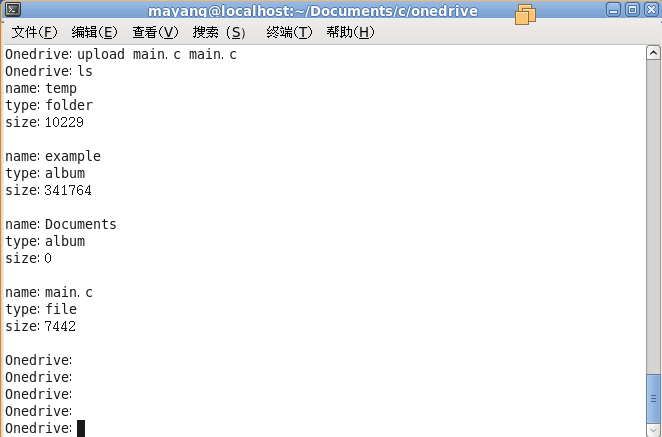 mayang@localhost:~/Documents/c/onedrive
文件(F) 编辑(E) 查看(V) 搜索 (S) 终端(T) 帮助(H)
Onedrive: upload main.c main.c
Onedrive: ls
name: temp
type: folder
size: 10229
name: example
type: album
size: 341764
name: Documents
type: album
size: 0
name: main.c
type: file
size: 7442
Onedrive:
Onedrive:
Onedrive:
Onedrive:
Onedrive: